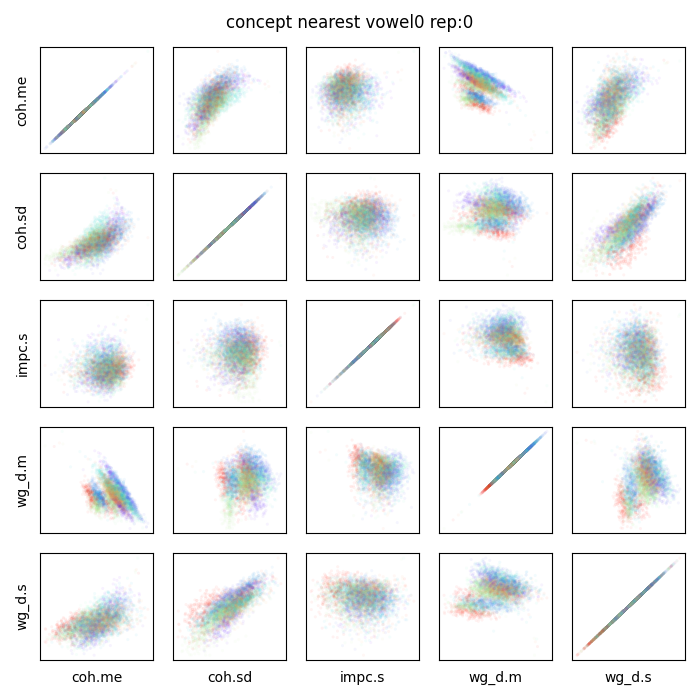 concept nearest vowel0 rep:0
coh.me
coh.sd
impc.s
wg_d.m
wg_d.s
coh.me
coh.sd
impc.s
wg_d.m
wg_d.s